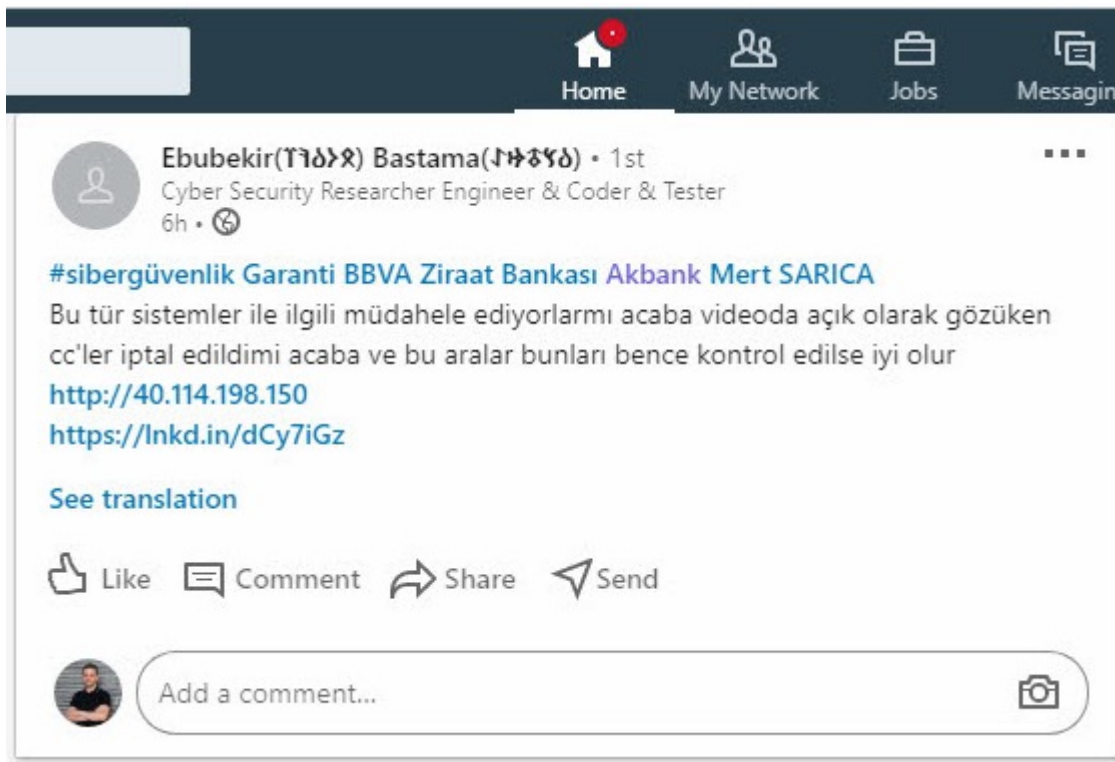 Home
My Network
Jobs
Messagin
Ebubekir(𐰲𐰀𐰋𐰼) Bastama • 1st
Cyber Security Researcher Engineer & Coder & Tester
6h •
#sibergüvenlik Garanti BBVA Ziraat Bankası Akbank Mert SARICA
Bu tür sistemler ile ilgili müdahele ediyorlarmı acaba videoda açık olarak gözüken
cc'ler iptal edildimi acaba ve bu aralar bunları bence kontrol edilse iyi olur
http://40.114.198.150
https://lnkd.in/dCy7iGz
See translation
Like
Comment
Share
Send
Add a comment...